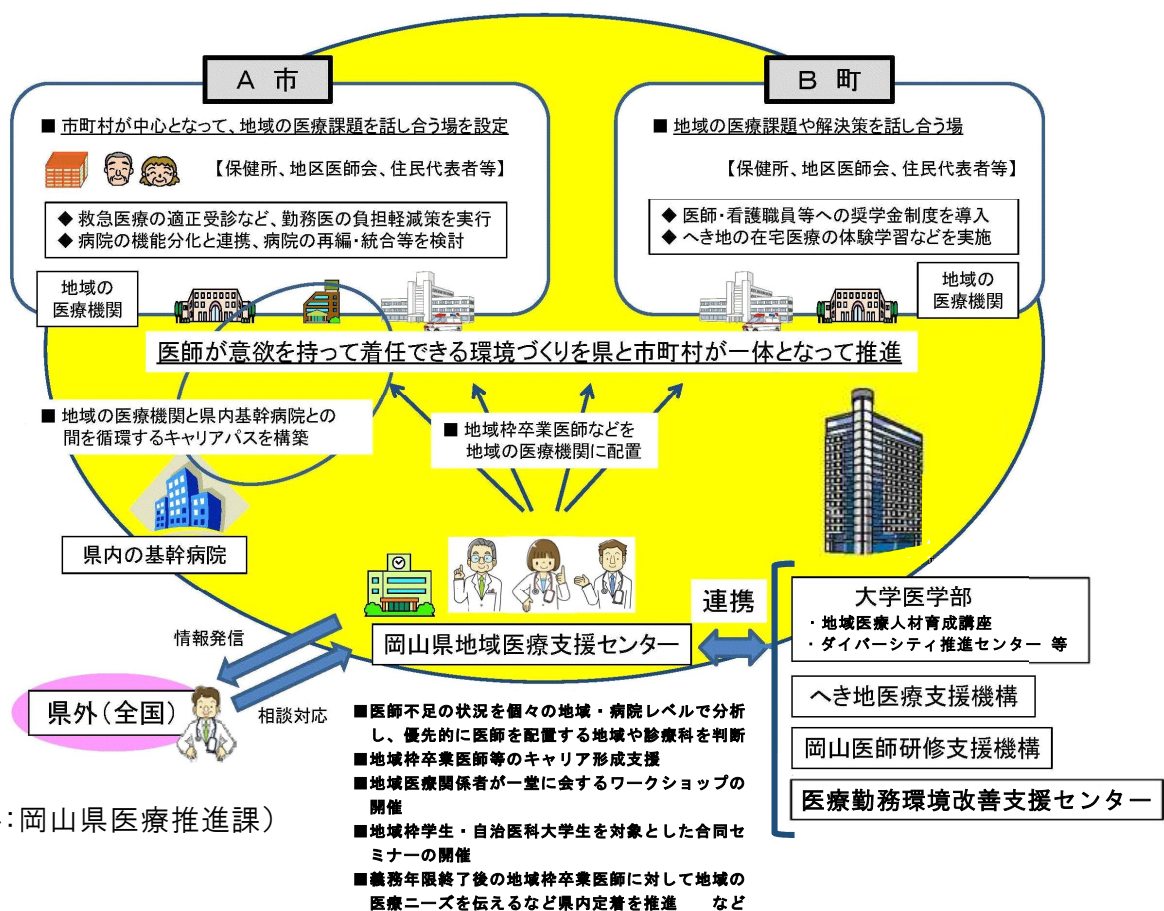 A 市
■ 市町村が中心となって、地域の医療課題を話し合う場を設定
【保健所、地区医師会、住民代表者等】
◆ 救急医療の適正受診など、勤務医の負担軽減策を実行
◆ 病院の機能分化と連携、病院の再編・統合等を検討
地域の
医療機関
B 町
■ 地域の医療課題や解決策を話し合う場
【保健所、地区医師会、住民代表者等】
◆ 医師・看護職員等への奨学金制度を導入
◆ へき地の在宅医療の体験学習などを実施
地域の
医療機関
医師が意欲を持って着任できる環境づくりを県と市町村が一体となって推進
■ 地域の医療機関と県内基幹病院との
間を循環するキャリアパスを構築
■ 地域枠卒業医師などを
地域の医療機関に配置
県内の基幹病院
岡山県地域医療支援センター
連携
大学医学部
・地域医療人材育成講座
・ダイバーシティ推進センター 等
へき地医療支援機構
岡山医師研修支援機構
医療勤務環境改善支援センター
情報発信
県外(全国)
相談対応
■医師不足の状況を個々の地域・病院レベルで分析
し、優先的に医師を配置する地域や診療科を判断
■地域枠卒業医師等のキャリア形成支援
■地域医療関係者が一堂に会するワークショップの
開催
■地域枠学生・自治医科大学生を対象とした合同セ
ミナーの開催
■義務年限終了後の地域枠卒業医師に対して地域の
医療ニーズを伝えるなど県内定着を推進 など
:岡山県医療推進課)